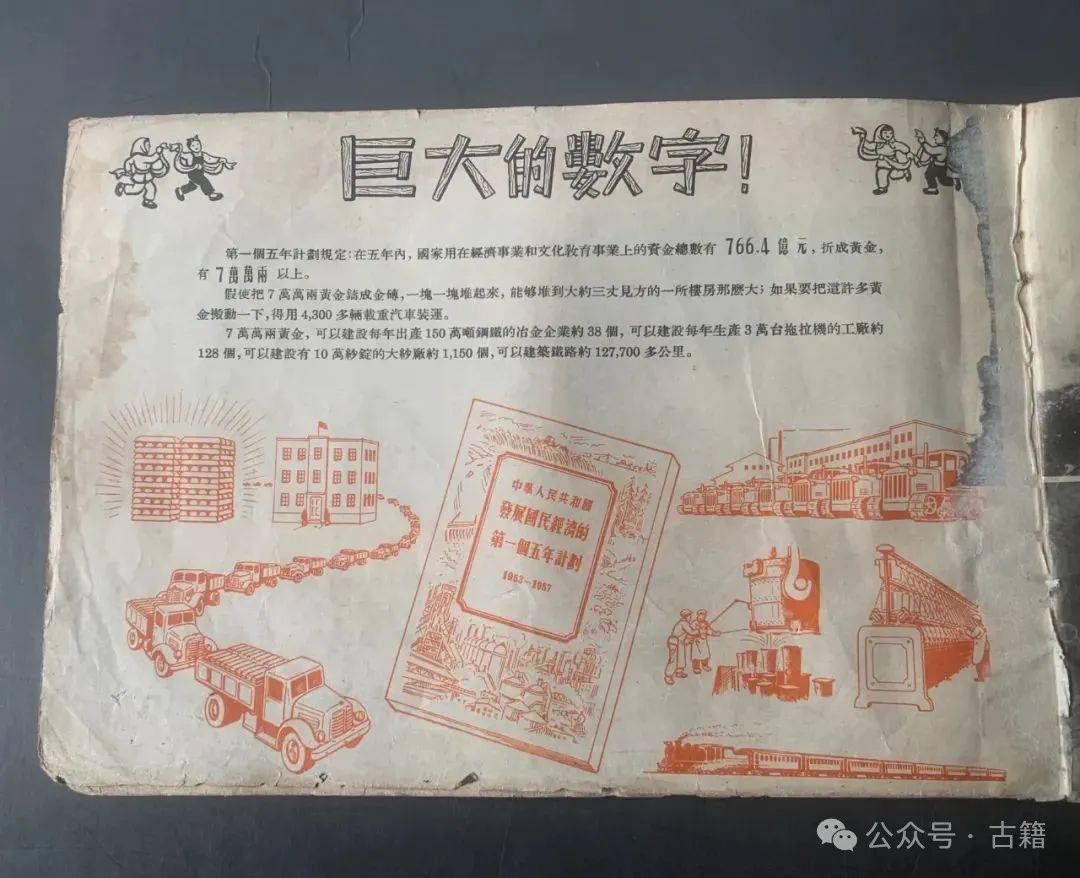 巨大的數字！
第一個五年計劃規定：在五年內，國家用在經濟事業和文化教育事業上的資金總數有 766.4 億元，折成黃金，
有 7萬萬兩 以上。
假使把 7 萬萬兩黃金鑄成金磚，一塊一塊堆起來，能够堆到大約三丈見方的一所樓房那麽大；如果要把這許多黃
金搬動一下，得用 4,300 多輛載重汽車裝運。
7 萬萬兩黃金，可以建設每年出產 150 萬噸鋼鐵的冶金企業約 38 個，可以建設每年生產 3 萬台拖拉機的工廠約
128 個，可以建設有 10 萬紗錠的大紗廠約 1,150 個，可以建築鐵路約 127,700 多公里。
中華人民共和國
發展國民經濟的
第一個五年計劃
1953—1957
公众号·古籍